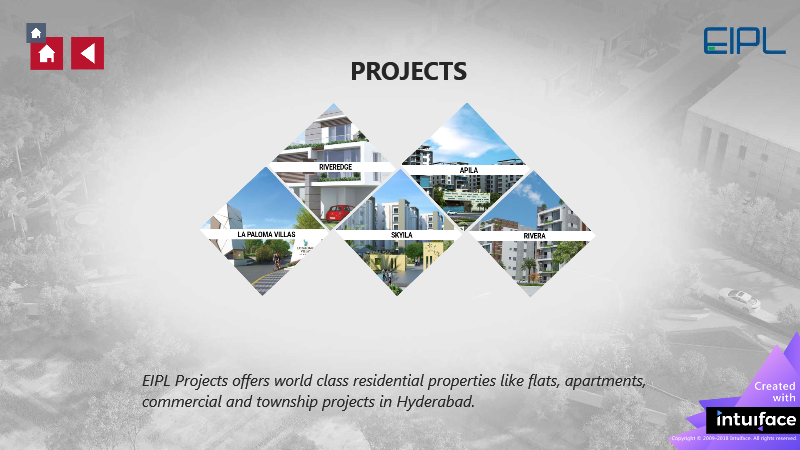 EIPL
PROJECTS
RIVEREDGE
APILA
LA PALOMA VILLAS
SKYILA
RIVERA
EIPL Projects offers world class residential properties like flats, apartments,
commercial and township projects in Hyderabad.
Created
with
intuiface
Copyright © 2009-2018 Intuiface. All rights reserved.